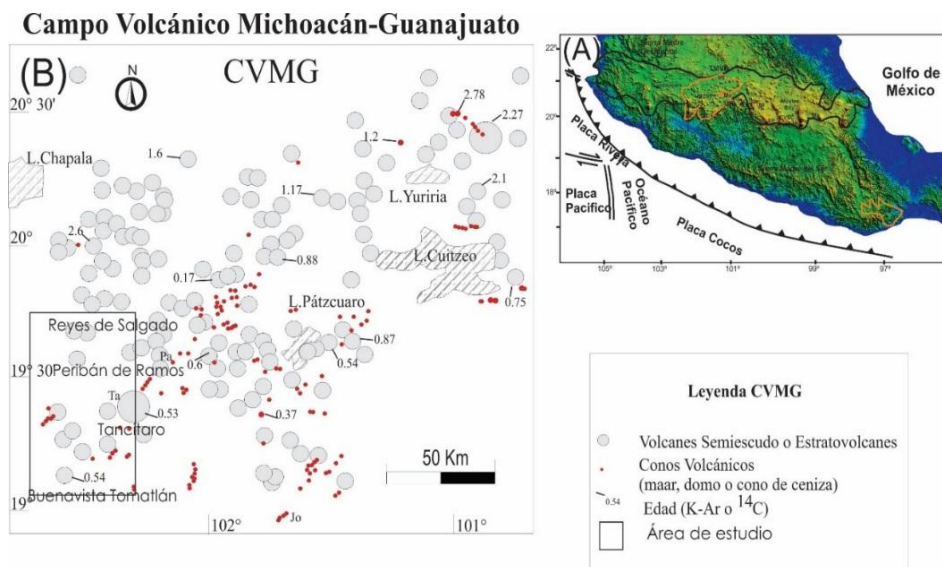 Campo Volcánico Michoacán-Guanajuato
(B)
N
CVMG
20° 30'
20°
19° 30
19°
102°
101°
L.Chapala
1.6
2.78
2.27
1.2
1.17
L.Yuriria
2.1
2.6
0.88
L.Cuitzeo
0.17
L.Pátzcuaro
0.75
Reyes de Salgado
0.87
0.54
Pa
0.6
Peribán de Ramos
Ta
0.53
0.37
Tancitaro
0.54
50 Km
Buenavista Tomatlán
Jo
(A)
Golfo de
México
22°
20°
18°
Placa Rivera
Placa
Pacifico
Océano
Pacífico
Placa Cocos
105°
103°
101°
99°
97°
Leyenda CVMG
Volcanes Semiescudo o Estratovolcanes
Conos Volcánicos
(maar, domo o cono de ceniza)
0.54 Edad (K-Ar o 14C)
Área de estudio